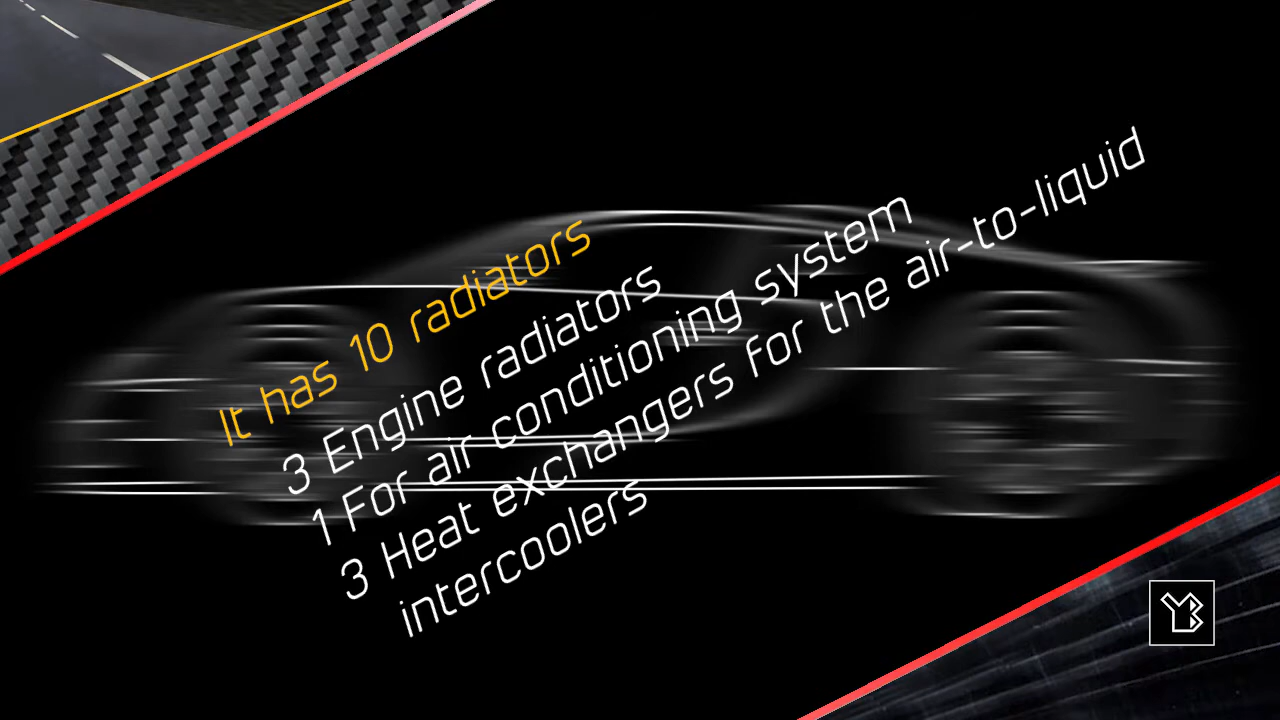 It has 10 radiators
3 Engine radiators
1 For air conditioning system
3 Heat exchangers for the air-to-liquid
intercoolers